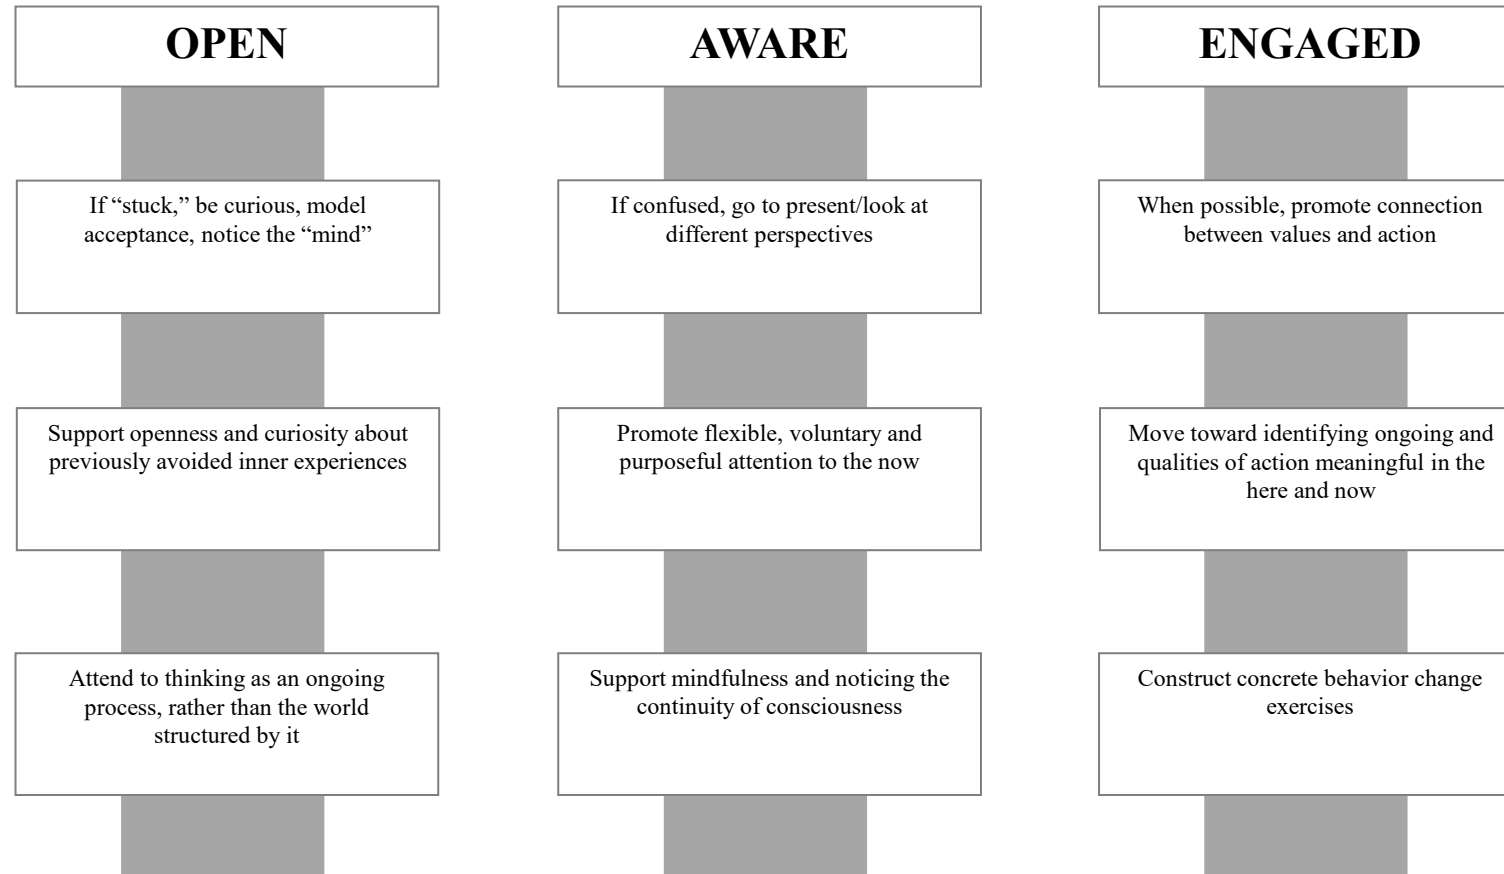 OPEN
If “stuck,” be curious, model
acceptance, notice the “mind”
Support openness and curiosity about
previously avoided inner experiences
Attend to thinking as an ongoing
process, rather than the world
structured by it
AWARE
If confused, go to present/look at
different perspectives
Promote flexible, voluntary and
purposeful attention to the now
Support mindfulness and noticing the
continuity of consciousness
ENGAGED
When possible, promote connection
between values and action
Move toward identifying ongoing and
qualities of action meaningful in the
here and now
Construct concrete behavior change
exercises